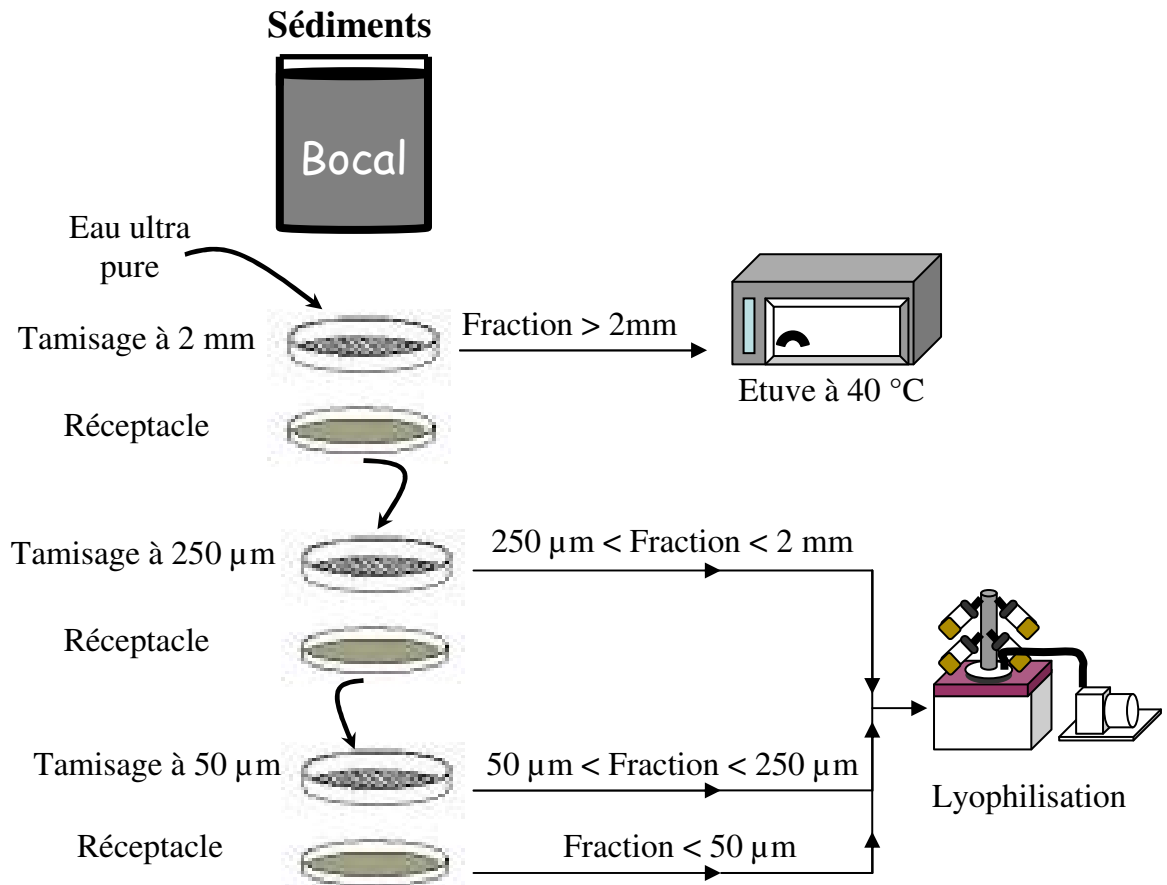 Sédiments
Bocal
Eau ultra
pure
Tamisage à 2 mm
Fraction > 2mm
Etuve à 40 °C
Réceptacle
Tamisage à 250 µm
250 µm < Fraction < 2 mm
Réceptacle
Tamisage à 50 µm
50 µm < Fraction < 250 µm
Lyophilisation
Réceptacle
Fraction < 50 µm